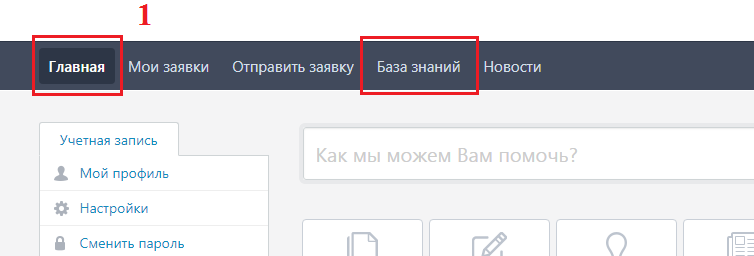 1
Главная Мои заявки Отправить заявку База знаний Новости
Учетная запись
Как мы можем Вам помочь?
Мой профиль
Настройки
Сменить пароль